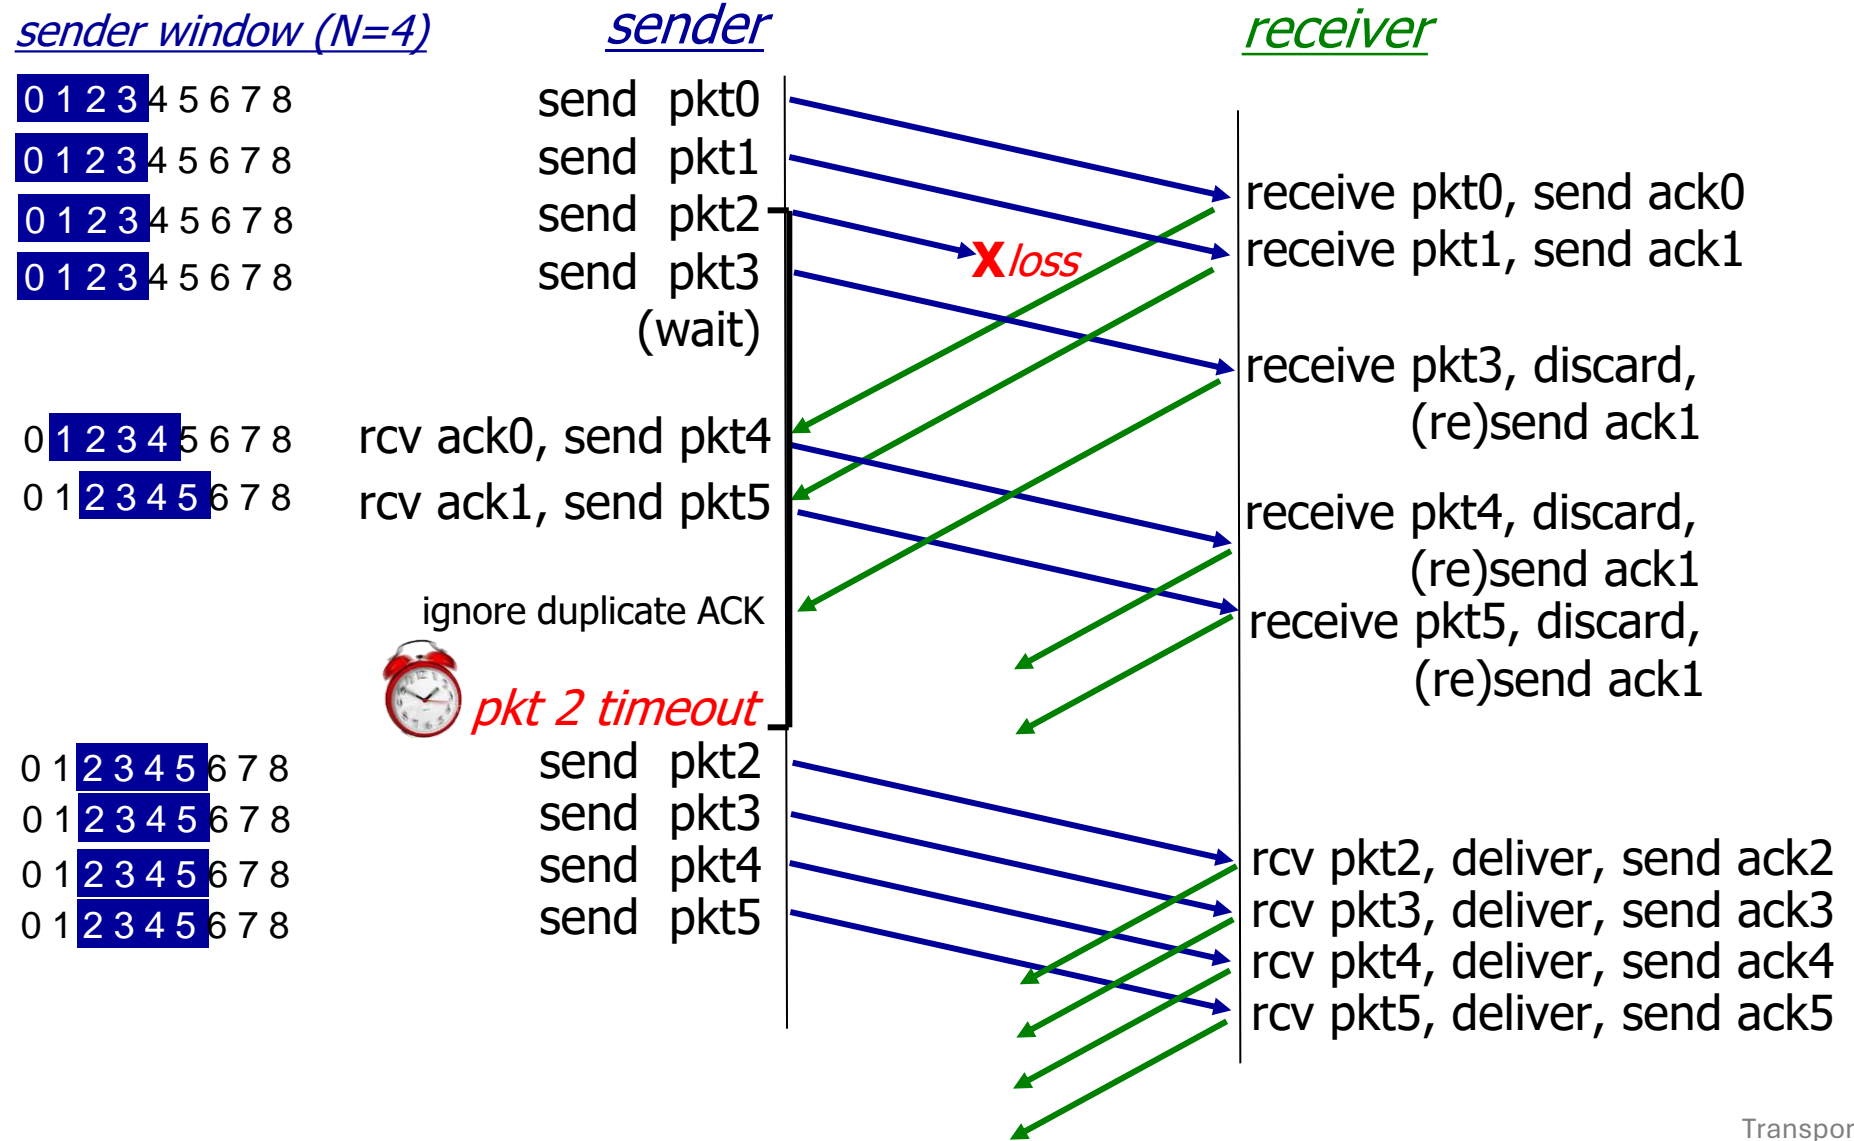 sender window (N=4) sender receiver
0 1 2 3 4 5 6 7 8 send pkt0
0 1 2 3 4 5 6 7 8 send pkt1
receive pkt0, send ack0
0 1 2 3 4 5 6 7 8 send pkt2
receive pkt1, send ack1
X loss
0 1 2 3 4 5 6 7 8 send pkt3
(wait)
receive pkt3, discard,
(re)send ack1
0 1 2 3 4 5 6 7 8 rcv ack0, send pkt4
0 1 2 3 4 5 6 7 8 rcv ack1, send pkt5
receive pkt4, discard,
(re)send ack1
ignore duplicate ACK
receive pkt5, discard,
(re)send ack1
pkt 2 timeout
0 1 2 3 4 5 6 7 8 send pkt2
0 1 2 3 4 5 6 7 8 send pkt3
0 1 2 3 4 5 6 7 8 send pkt4
rcv pkt2, deliver, send ack2
0 1 2 3 4 5 6 7 8 send pkt5
rcv pkt3, deliver, send ack3
rcv pkt4, deliver, send ack4
rcv pkt5, deliver, send ack5
Transpor